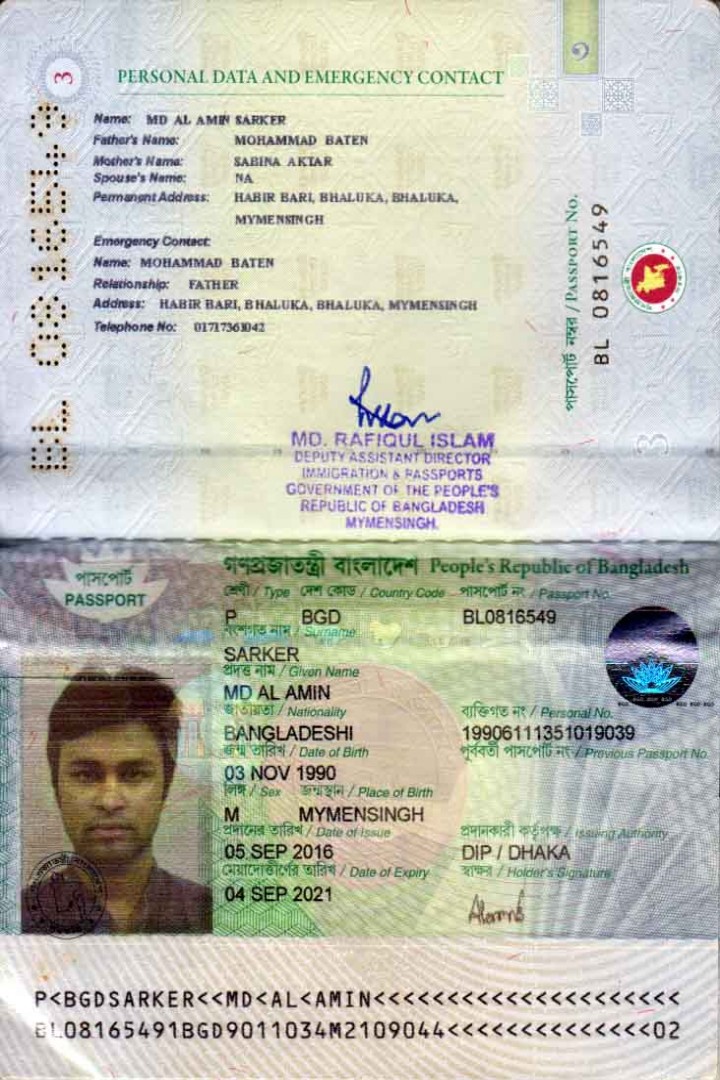 3
১
PERSONAL DATA AND EMERGENCY CONTACT
Name: MD AL AMIN SARKER
Father's Name: MOHAMMAD BATEN
Mother's Name: SABINA AKTAR
Spouse's Name: NA
Permanent Address: HABIR BARI, BHALUKA, BHALUKA,
MYMENSINGH
Emergency Contact:
Name: MOHAMMAD BATEN
Relationship: FATHER
Address: HABIR BARI, BHALUKA, BHALUKA, MYMENSINGH
Telephone No: 01717361042
BL 0816549
পাসপোর্ট নম্বর / PASSPORT No.
BL 0816549
MD. RAFIQUL ISLAM
DEPUTY ASSISTANT DIRECTOR
IMMIGRATION & PASSPORTS
GOVERNMENT OF THE PEOPLE'S
REPUBLIC OF BANGLADESH
MYMENSINGH.
গণপ্রজাতন্ত্রী বাংলাদেশ People's Republic of Bangladesh
পাসপোর্ট
PASSPORT
শ্রেণী / Type দেশ কোড / Country Code পাসপোর্ট নং / Passport No.
P BGD BL0816549
বংশগত নাম / Surname
SARKER
প্রদত্ত নাম / Given Name
MD AL AMIN
জাতীয়তা / Nationality ব্যক্তিগত নং / Personal No.
BANGLADESHI 19906111351019039
জন্ম তারিখ / Date of Birth পূর্ববর্তী পাসপোর্ট নং / Previous Passport No.
03 NOV 1990
লিঙ্গ / Sex জন্মস্থান / Place of Birth
M MYMENSINGH
প্রদানের তারিখ / Date of Issue প্রদানকারী কর্তৃপক্ষ / Issuing Authority
05 SEP 2016 DIP / DHAKA
মেয়াদোত্তীর্ণের তারিখ / Date of Expiry স্বাক্ষর / Holder's Signature
04 SEP 2021
P<BGDSARKER<<MD<AL<AMIN<<<<<<<<<<<<<<<<<<<<<
BL08165491BGD9011034M2109044<<<<<<<<<<<<<<02